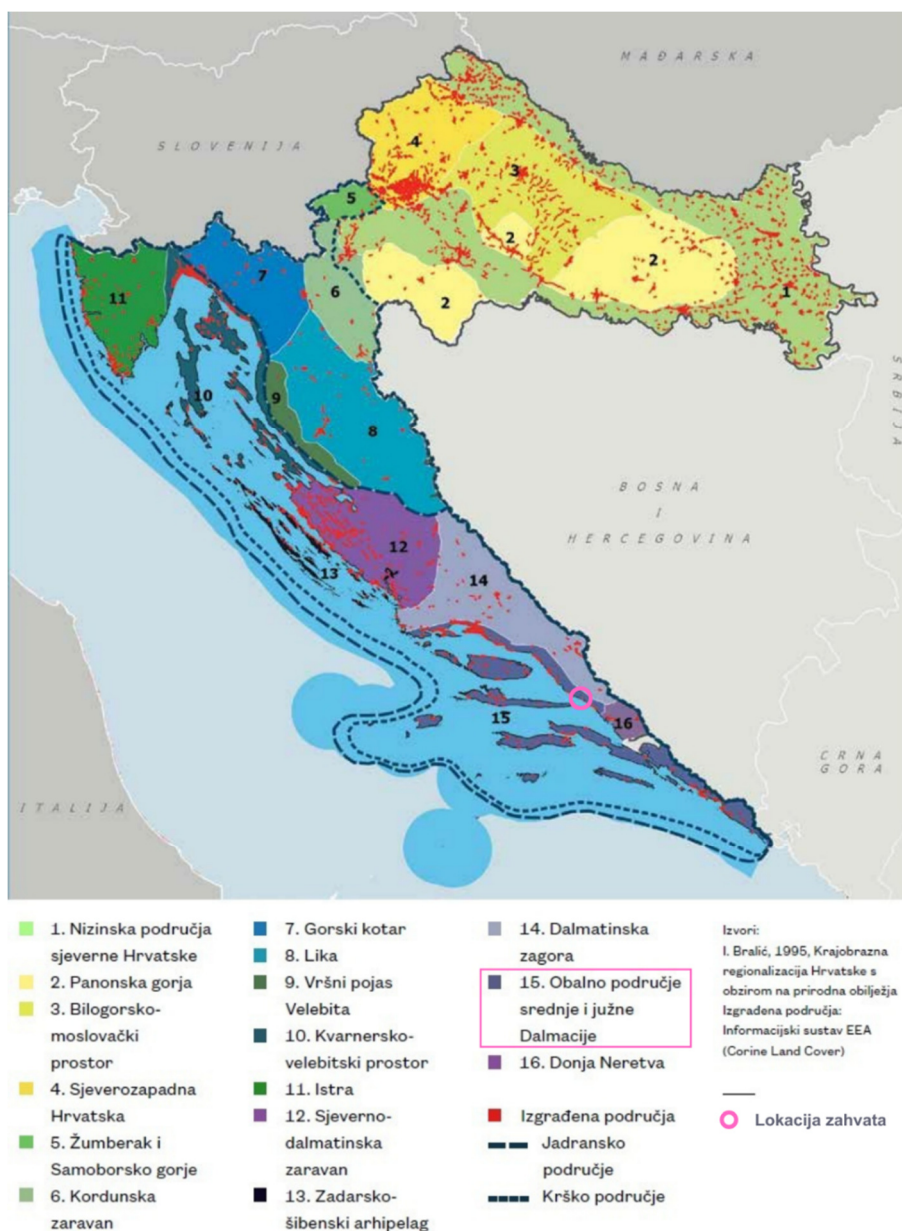 MAĐARSKA
SLOVENIJA
4
3
5
2
2
7
6
2
1
11
SRBIJA
10
9
8
BOSNA
I
HERCEGOVINA
12
13
14
15
16
CRNA
GORA
ITALIJA
1. Nizinska područja
sjeverne Hrvatske
2. Panonska gorja
3. Bilogorsko-
moslovački
prostor
4. Sjeverozapadna
Hrvatska
5. Žumberak i
Samoborsko gorje
6. Kordunska
zaravan
7. Gorski kotar
8. Lika
9. Vršni pojas
Velebita
10. Kvarnersko-
velebitski prostor
11. Istra
12. Sjeverno-
dalmatinska
zaravan
13. Zadarsko-
šibenski arhipelag
14. Dalmatinska
zagora
15. Obalno područje
srednje i južne
Dalmacije
16. Donja Neretva
Izgrađena područja
Jadransko
područje
Krško područje
Izvori:
I. Bralić, 1995, Krajobrazna
regionalizacija Hrvatske s
obzirom na prirodna obilježja
Izgrađena područja:
Informacijski sustav EEA
(Corine Land Cover)
Lokacija zahvata